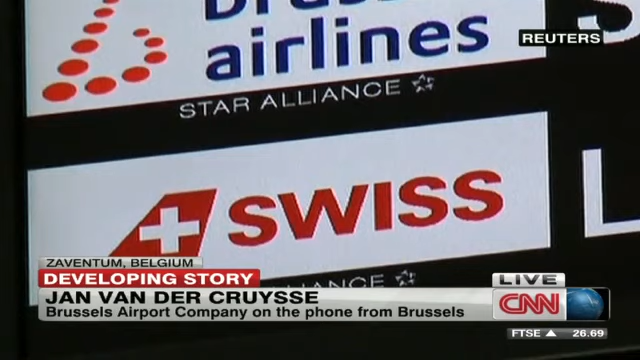 airlines
REUTERS
STAR ALLIANCE
SWISS
ZAVENTUM, BELGIUM
DEVELOPING STORY
LIVE
JAN VAN DER CRUYSSE
CNN
Brussels Airport Company on the phone from Brussels
FTSE ▲ 26.69